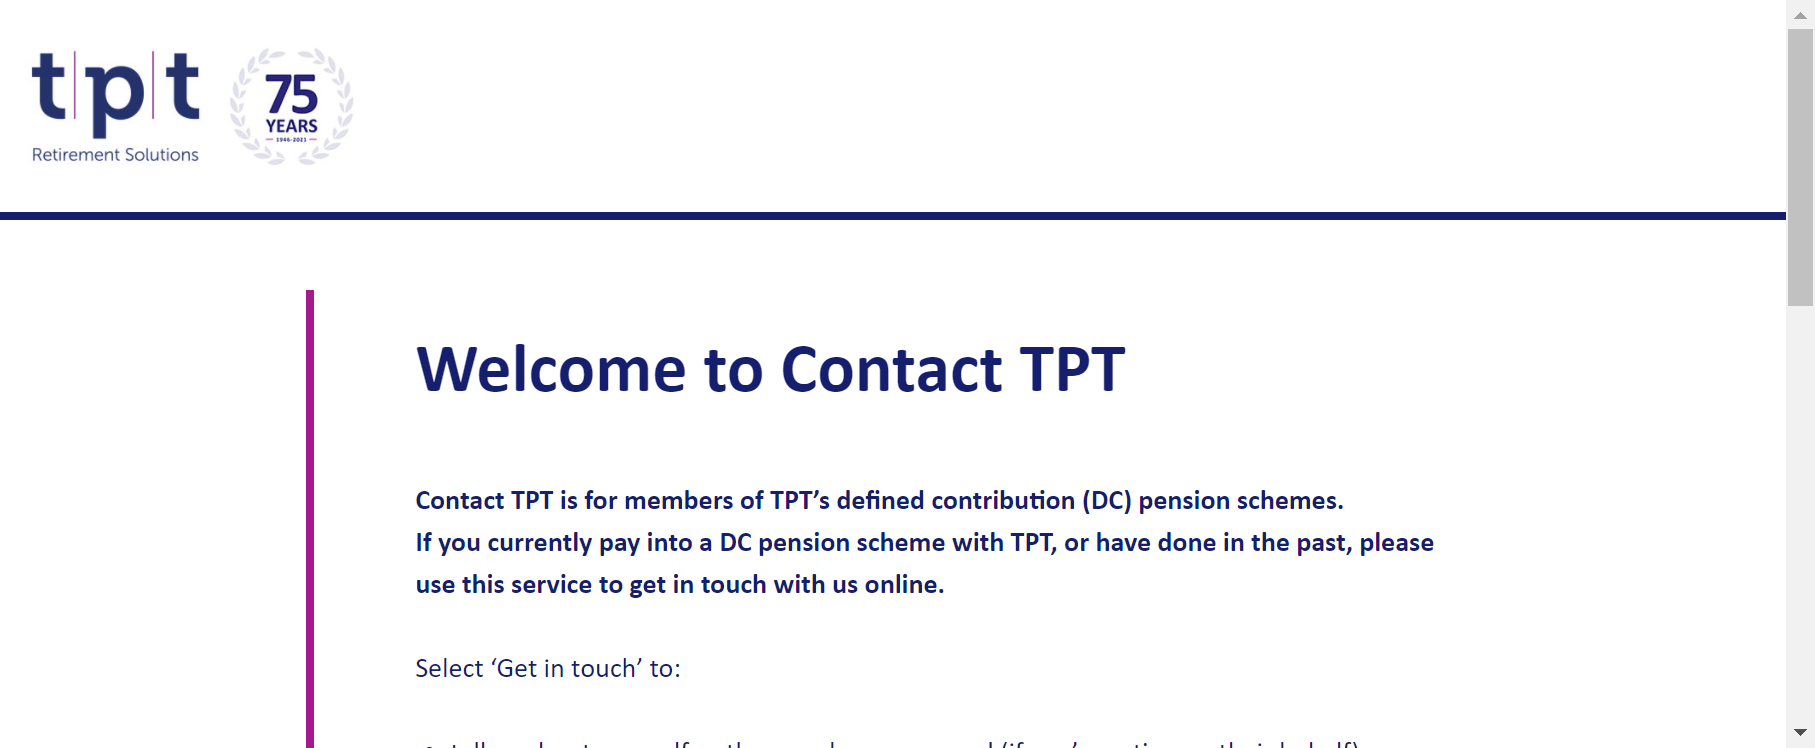 t|p|t
Retirement Solutions
75
YEARS
1946-2021
Welcome to Contact TPT
Contact TPT is for members of TPT’s defined contribution (DC) pension schemes.
If you currently pay into a DC pension scheme with TPT, or have done in the past, please
use this service to get in touch with us online.
Select ‘Get in touch’ to: